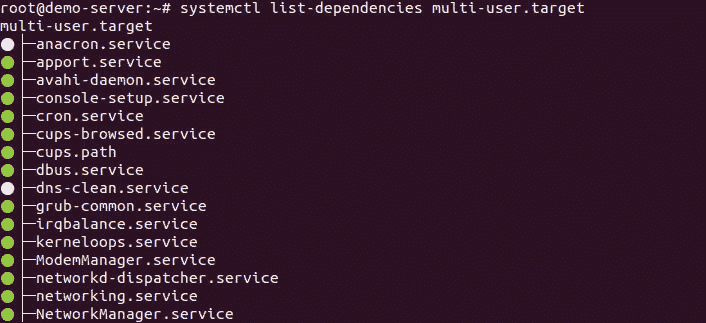 root@demo-server:~# systemctl list-dependencies multi-user.target
multi-user.target
● ├─anacron.service
● ├─apport.service
● ├─avahi-daemon.service
● ├─console-setup.service
● ├─cron.service
● ├─cups-browsed.service
● ├─cups.path
● ├─dbus.service
● ├─dns-clean.service
● ├─grub-common.service
● ├─irqbalance.service
● ├─kerneloops.service
● ├─ModemManager.service
● ├─networkd-dispatcher.service
● ├─networking.service
● ├─NetworkManager.service